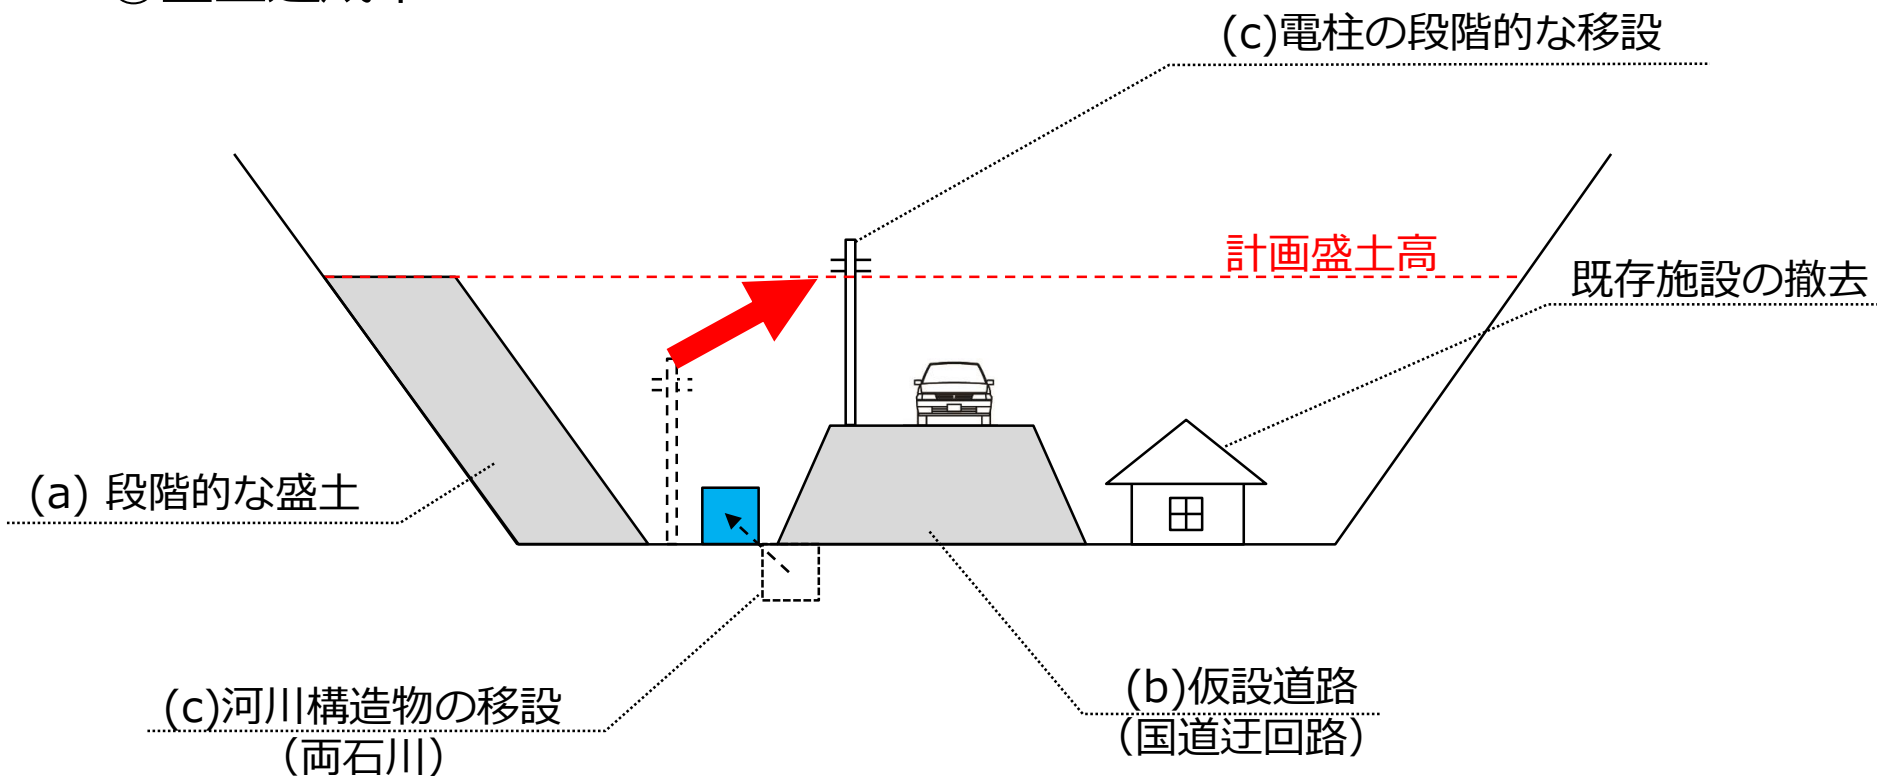 (c)電柱の段階的な移設
計画盛土高
既存施設の撤去
(a) 段階的な盛土
(b)仮設道路
（国道迂回路）
(c)河川構造物の移設
（両石川）